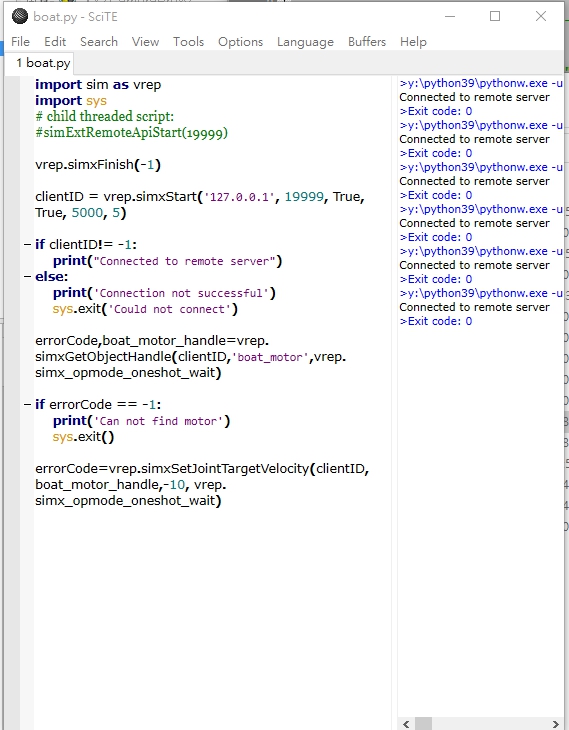 boat.py - SciTE
File Edit Search View Tools Options Language Buffers Help
1 boat.py
import sim as vrep
import sys
# child threaded script:
#simExtRemoteApiStart(19999)
vrep.simxFinish(-1)
clientID = vrep.simxStart('127.0.0.1', 19999, True,
True, 5000, 5)
if clientID!= -1:
print("Connected to remote server")
else:
print('Connection not successful')
sys.exit('Could not connect')
errorCode,boat_motor_handle=vrep.
simxGetObjectHandle(clientID,'boat_motor',vrep.
simx_opmode_oneshot_wait)
if errorCode == -1:
print('Can not find motor')
sys.exit()
errorCode=vrep.simxSetJointTargetVelocity(clientID,
boat_motor_handle,-10, vrep.
simx_opmode_oneshot_wait)
>y:\python39\pythonw.exe -u
Connected to remote server
>Exit code: 0
>y:\python39\pythonw.exe -u
Connected to remote server
>Exit code: 0
>y:\python39\pythonw.exe -u
Connected to remote server
>Exit code: 0
>y:\python39\pythonw.exe -u
Connected to remote server
>Exit code: 0
>y:\python39\pythonw.exe -u
Connected to remote server
>Exit code: 0
>y:\python39\pythonw.exe -u
Connected to remote server
>Exit code: 0